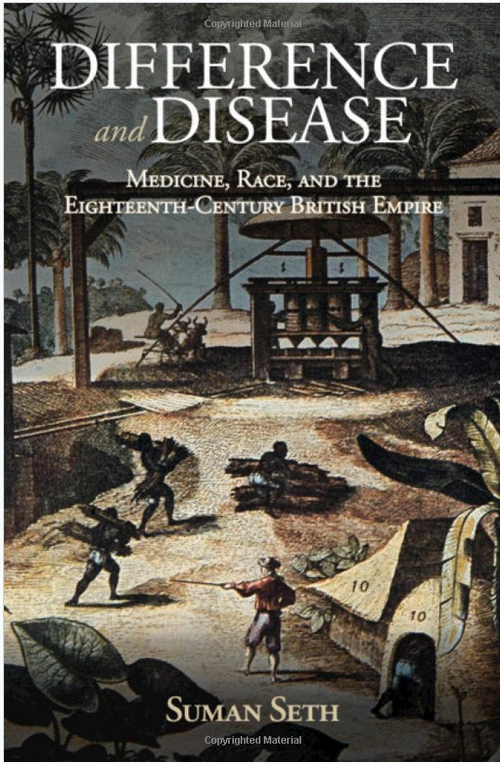 Copyrighted Material
DIFFERENCE
and DISEASE
MEDICINE, RACE, AND THE
EIGHTEENTH-CENTURY BRITISH EMPIRE
10
10
SUMAN SETH
Copyrighted Material